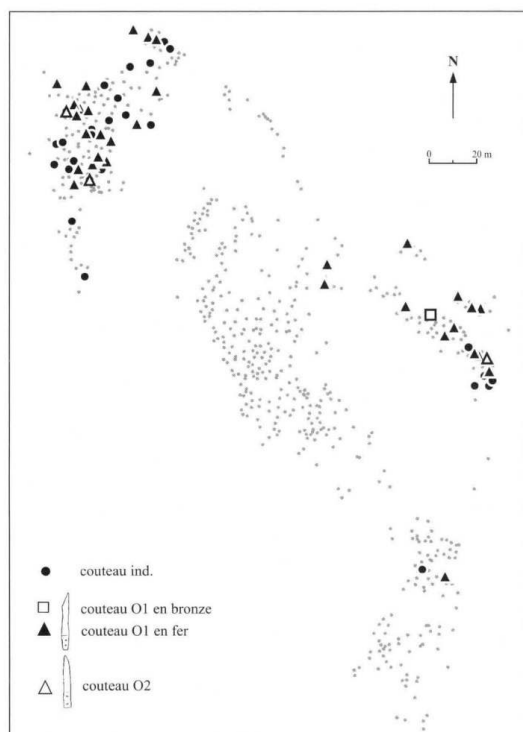 N
0 20 m
couteau ind.
couteau O1 en bronze
couteau O1 en fer
couteau O2